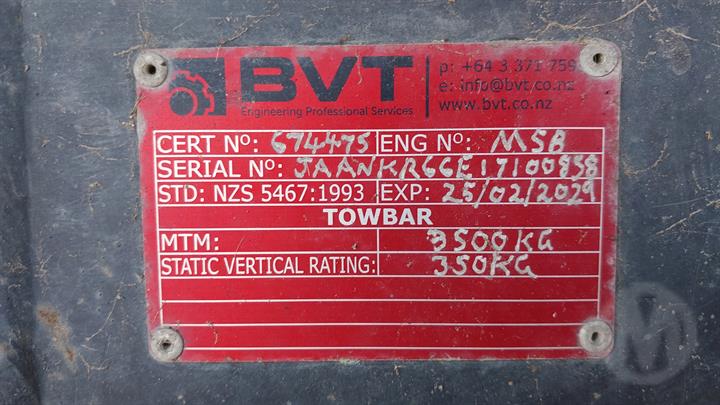 BVT
Engineering Professional Services
p: +64 3 371 759
e: info@bvt.co.nz
www.bvt.co.nz
CERT Nº: 674475 ENG Nº: MSB
SERIAL Nº: JAANKR66E17100838
STD: NZS 5467:1993 EXP: 25/02/2029
TOWBAR
MTM: 3500KG
STATIC VERTICAL RATING: 350KG